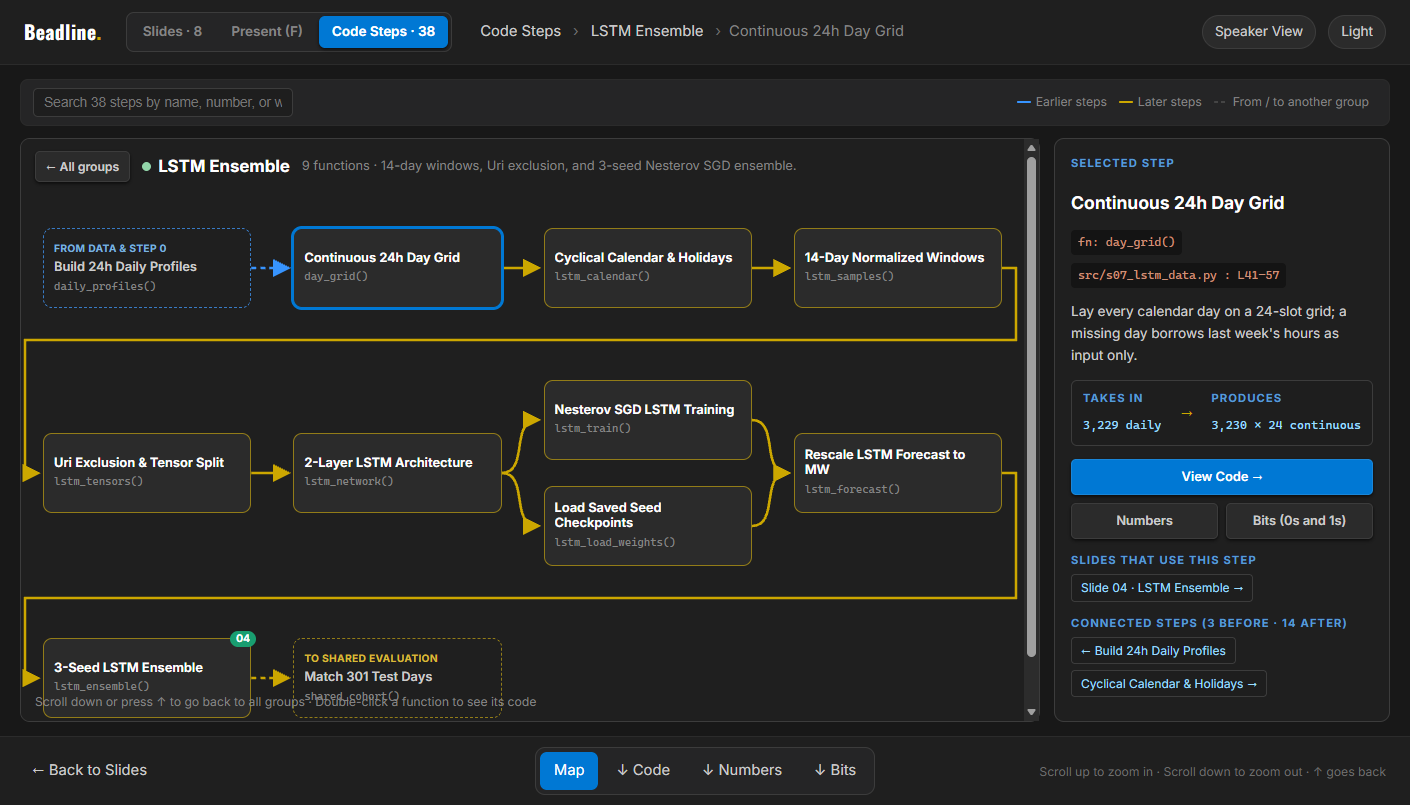 Beadline.
Slides · 8
Present (F)
Code Steps · 38
Code Steps › LSTM Ensemble › Continuous 24h Day Grid
Speaker View
Light
Search 38 steps by name, number, or w
Earlier steps
Later steps
From / to another group
← All groups
LSTM Ensemble
9 functions · 14-day windows, Uri exclusion, and 3-seed Nesterov SGD ensemble.
FROM DATA & STEP 0
Build 24h Daily Profiles
daily_profiles()
Continuous 24h Day Grid
day_grid()
Cyclical Calendar & Holidays
lstm_calendar()
14-Day Normalized Windows
lstm_samples()
Uri Exclusion & Tensor Split
lstm_tensors()
2-Layer LSTM Architecture
lstm_network()
Nesterov SGD LSTM Training
lstm_train()
Load Saved Seed
Checkpoints
lstm_load_weights()
Rescale LSTM Forecast to
MW
lstm_forecast()
04
3-Seed LSTM Ensemble
lstm_ensemble()
TO SHARED EVALUATION
Match 301 Test Days
shared_cohort()
Scroll down or press ↑ to go back to all groups · Double-click a function to see its code
SELECTED STEP
Continuous 24h Day Grid
fn: day_grid()
src/s07_lstm_data.py : L41–57
Lay every calendar day on a 24-slot grid; a
missing day borrows last week's hours as
input only.
TAKES IN
3,229 daily
→
PRODUCES
3,230 × 24 continuous
View Code →
Numbers
Bits (0s and 1s)
SLIDES THAT USE THIS STEP
Slide 04 · LSTM Ensemble →
CONNECTED STEPS (3 BEFORE · 14 AFTER)
← Build 24h Daily Profiles
Cyclical Calendar & Holidays →
← Back to Slides
Map
↓ Code
↓ Numbers
↓ Bits
Scroll up to zoom in · Scroll down to zoom out · ↑ goes back